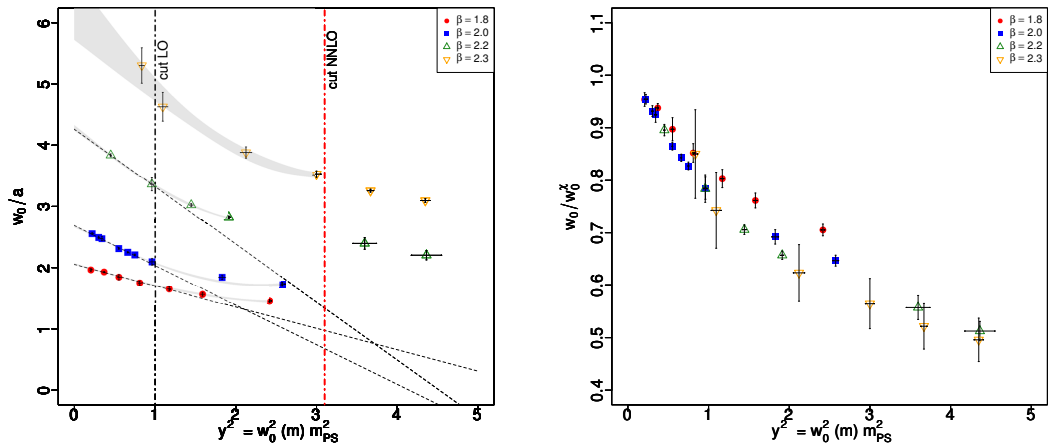 w₀/a
6
5
4
3
2
1
0
0 1 2 3 4 5
y² = w₀² (m) m²PS
cut LO
cut NNLO
β = 1.8
β = 2.0
β = 2.2
β = 2.3
w₀/w₀^χ
1.1
1.0
0.9
0.8
0.7
0.6
0.5
0.4
0 1 2 3 4 5
y² = w₀² (m) m²PS
β = 1.8
β = 2.0
β = 2.2
β = 2.3